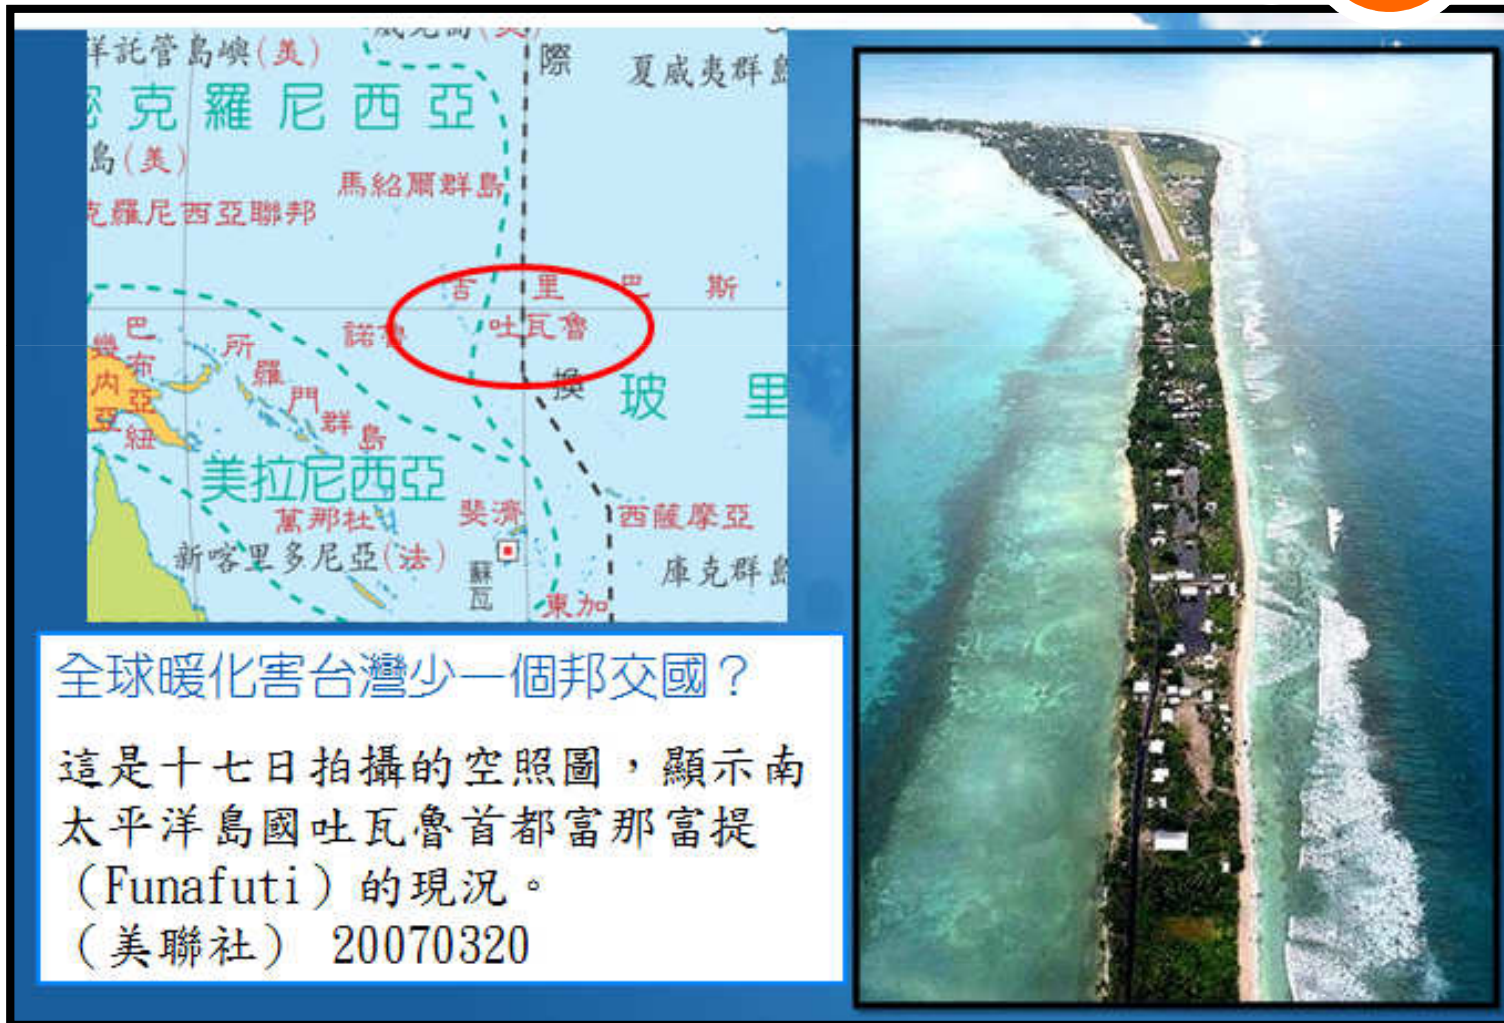 洋託管島嶼(美)
際
夏威夷群島
密克羅尼西亞
島(美)
馬紹爾群島
克羅尼西亞聯邦
吉里巴斯
吐瓦魯
諾魯
巴布亞紐
幾內亞
所羅門群島
換
玻里
美拉尼西亞
萬那杜
斐濟
西薩摩亞
新喀里多尼亞(法)
蘇瓦
庫克群島
東加
全球暖化害台灣少一個邦交國？
這是十七日拍攝的空照圖，顯示南
太平洋島國吐瓦魯首都富那富提
（Funafuti）的現況。
（美聯社） 20070320